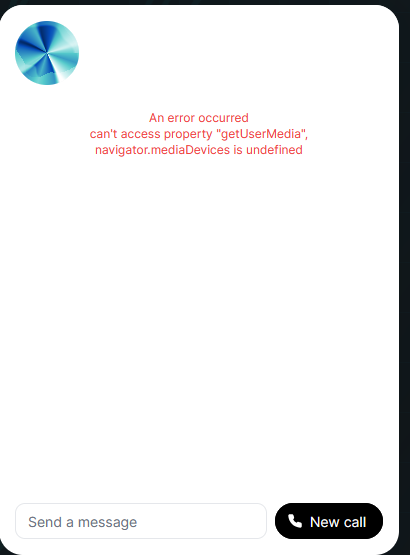 An error occurred
can't access property "getUserMedia",
navigator.mediaDevices is undefined
Send a message
New call